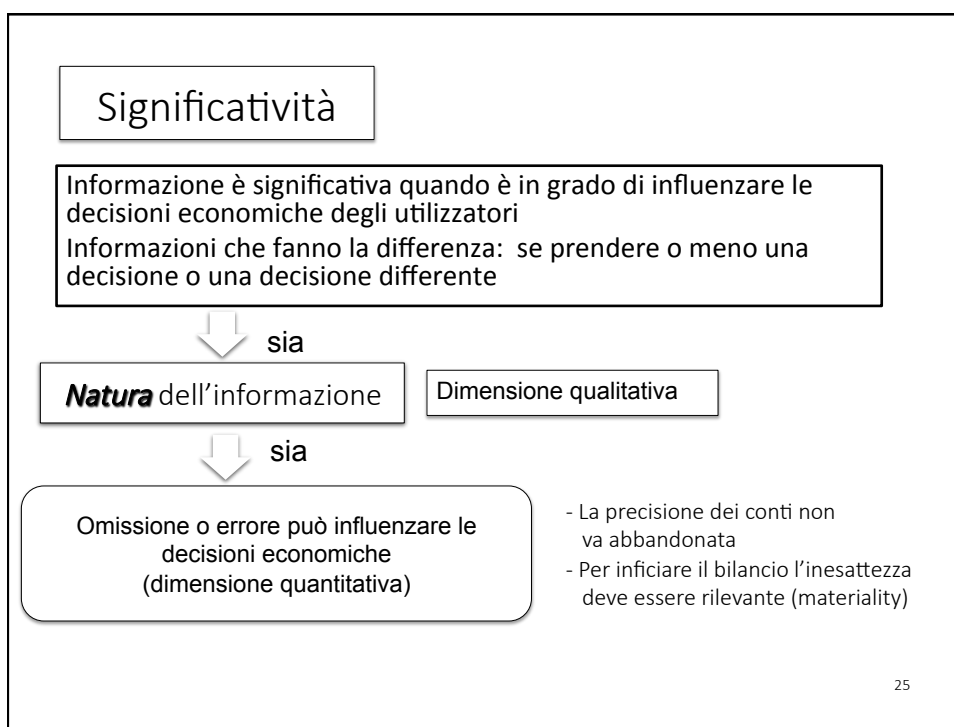 Significatività
Informazione è significativa quando è in grado di influenzare le
decisioni economiche degli utilizzatori
Informazioni che fanno la differenza:  se prendere o meno una
decisione o una decisione differente
sia
Natura dell’informazione
Dimensione qualitativa
sia
Omissione o errore può influenzare le
decisioni economiche
(dimensione quantitativa)
- La precisione dei conti non
va abbandonata
- Per inficiare il bilancio l’inesattezza
deve essere rilevante (materiality)
25